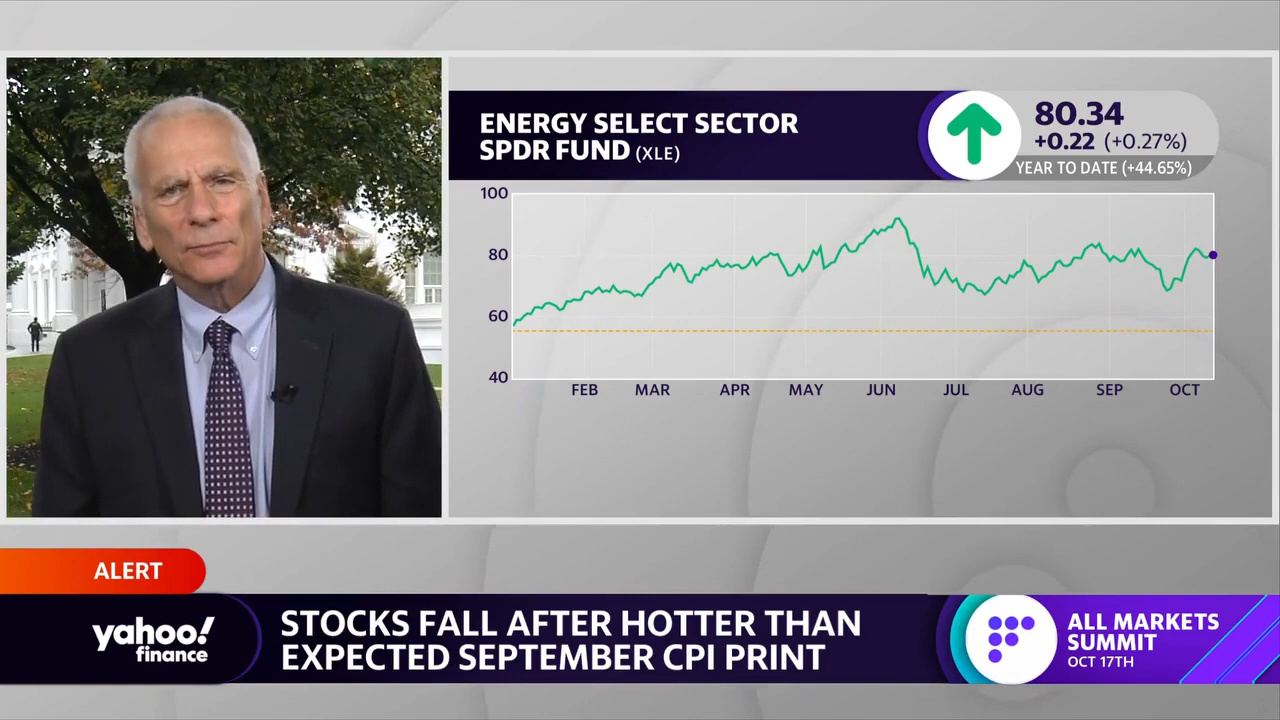 ENERGY SELECT SECTOR
SPDR FUND (XLE)
80.34
+0.22 (+0.27%)
YEAR TO DATE (+44.65%)
100
80
60
40
FEB MAR APR MAY JUN JUL AUG SEP OCT
ALERT
yahoo!
finance
STOCKS FALL AFTER HOTTER THAN
EXPECTED SEPTEMBER CPI PRINT
ALL MARKETS
SUMMIT
OCT 17TH